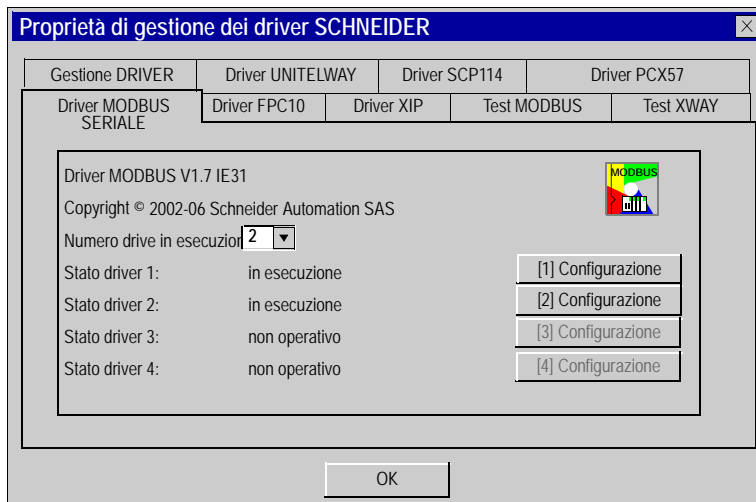 Proprietà di gestione dei driver SCHNEIDER
Gestione DRIVER
Driver UNITELWAY
Driver SCP114
Driver PCX57
Driver MODBUS
SERIALE
Driver FPC10
Driver XIP
Test MODBUS
Test XWAY
Driver MODBUS V1.7 IE31
MODBUS
Copyright © 2002-06 Schneider Automation SAS
Numero drive in esecuzion 2
Stato driver 1: in esecuzione [1] Configurazione
Stato driver 2: in esecuzione [2] Configurazione
Stato driver 3: non operativo [3] Configurazione
Stato driver 4: non operativo [4] Configurazione
OK